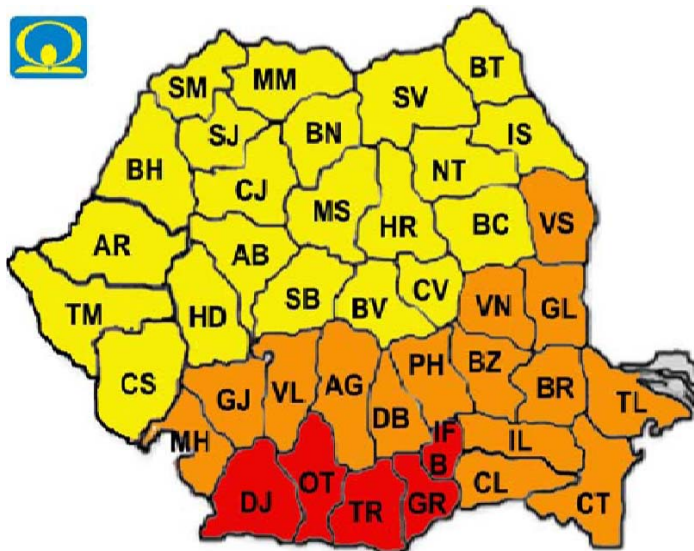 BT
SM MM SV
SJ BN IS
BH NT
CJ
MS VS
HR BC
AR AB
CV
TM SB BV VN GL
HD
CS PH BZ
GJ VL AG BR
DB TL
MH IF IL
B
OT CL
DJ TR GR CT